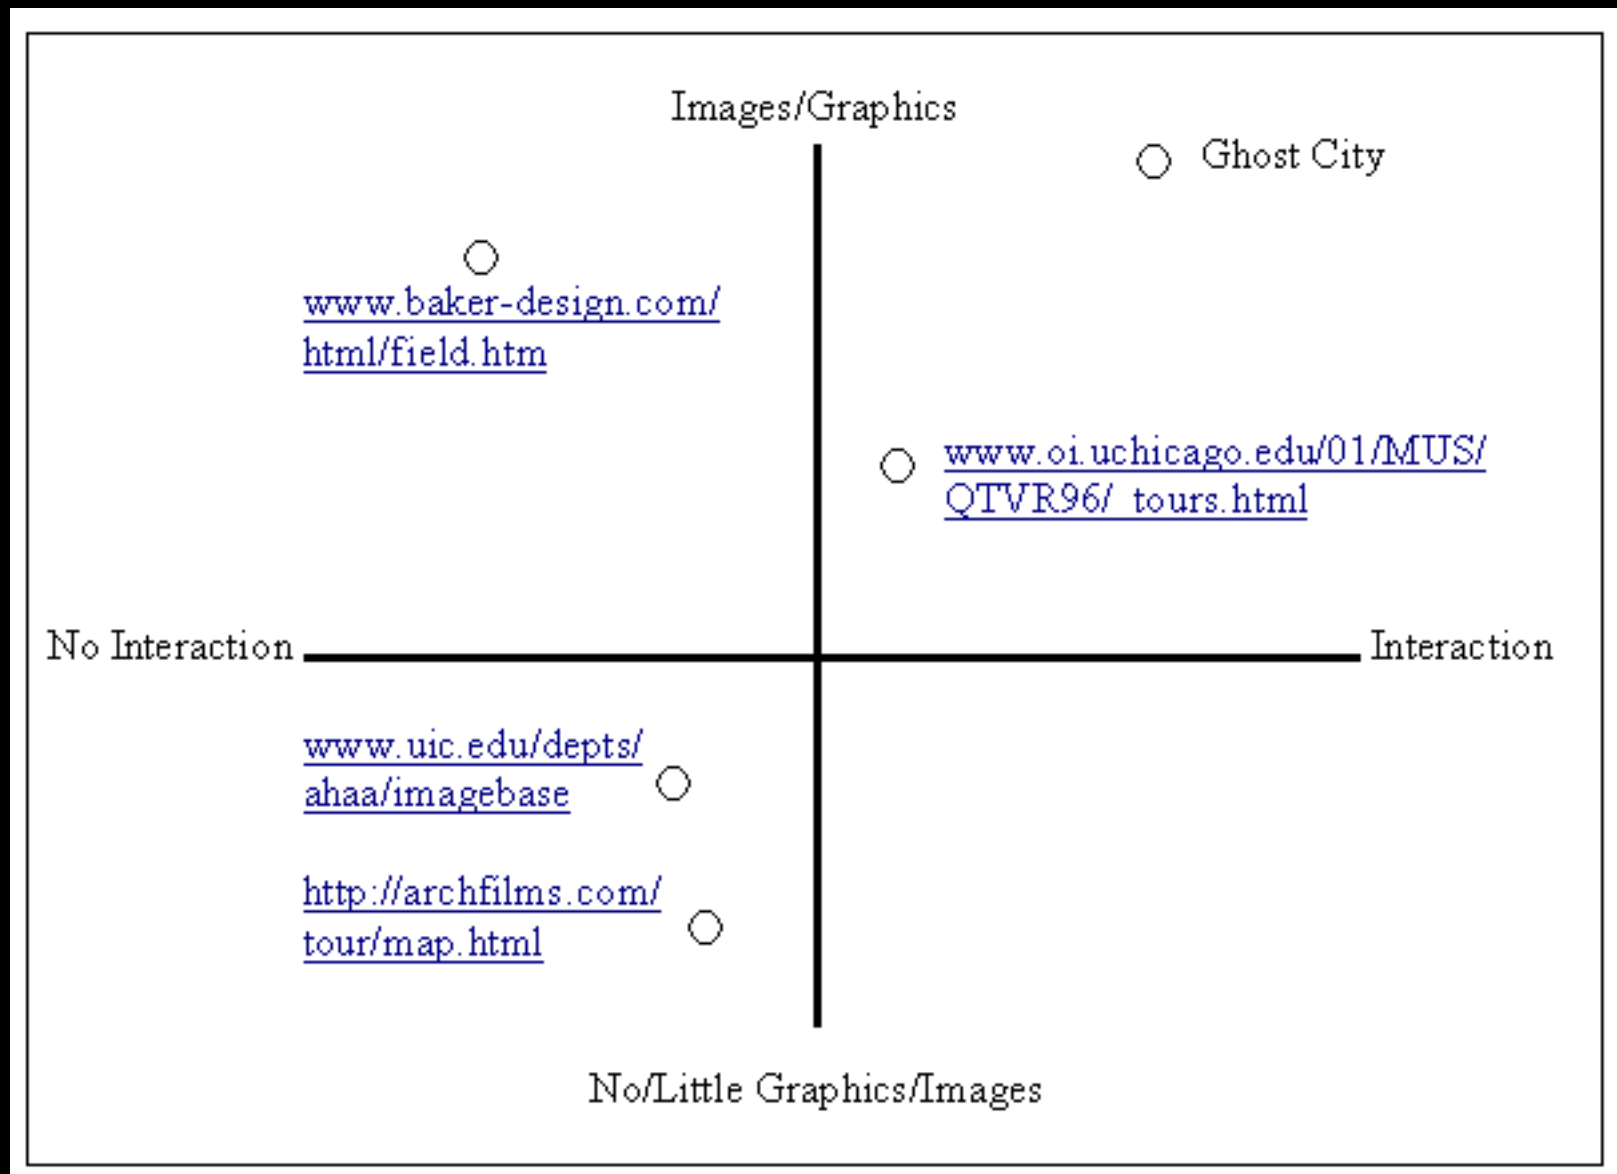 Images/Graphics
Ghost City
www.baker-design.com/
html/field.htm
www.oi.uchicago.edu/01/MUS/
QTVR96/_tours.html
No Interaction
Interaction
www.uic.edu/depts/
ahaa/imagebase
http://archfilms.com/
tour/map.html
No/Little Graphics/Images